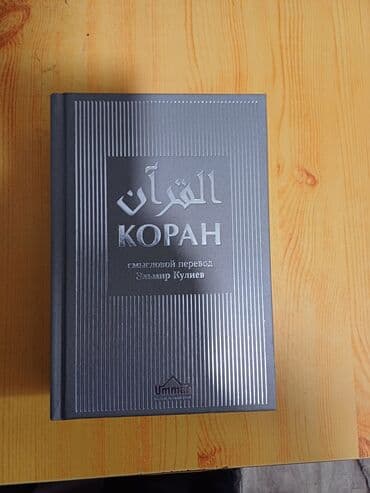 القرآن
КОРАН
смысловой перевод
Эльмир Кулиев
Ummah